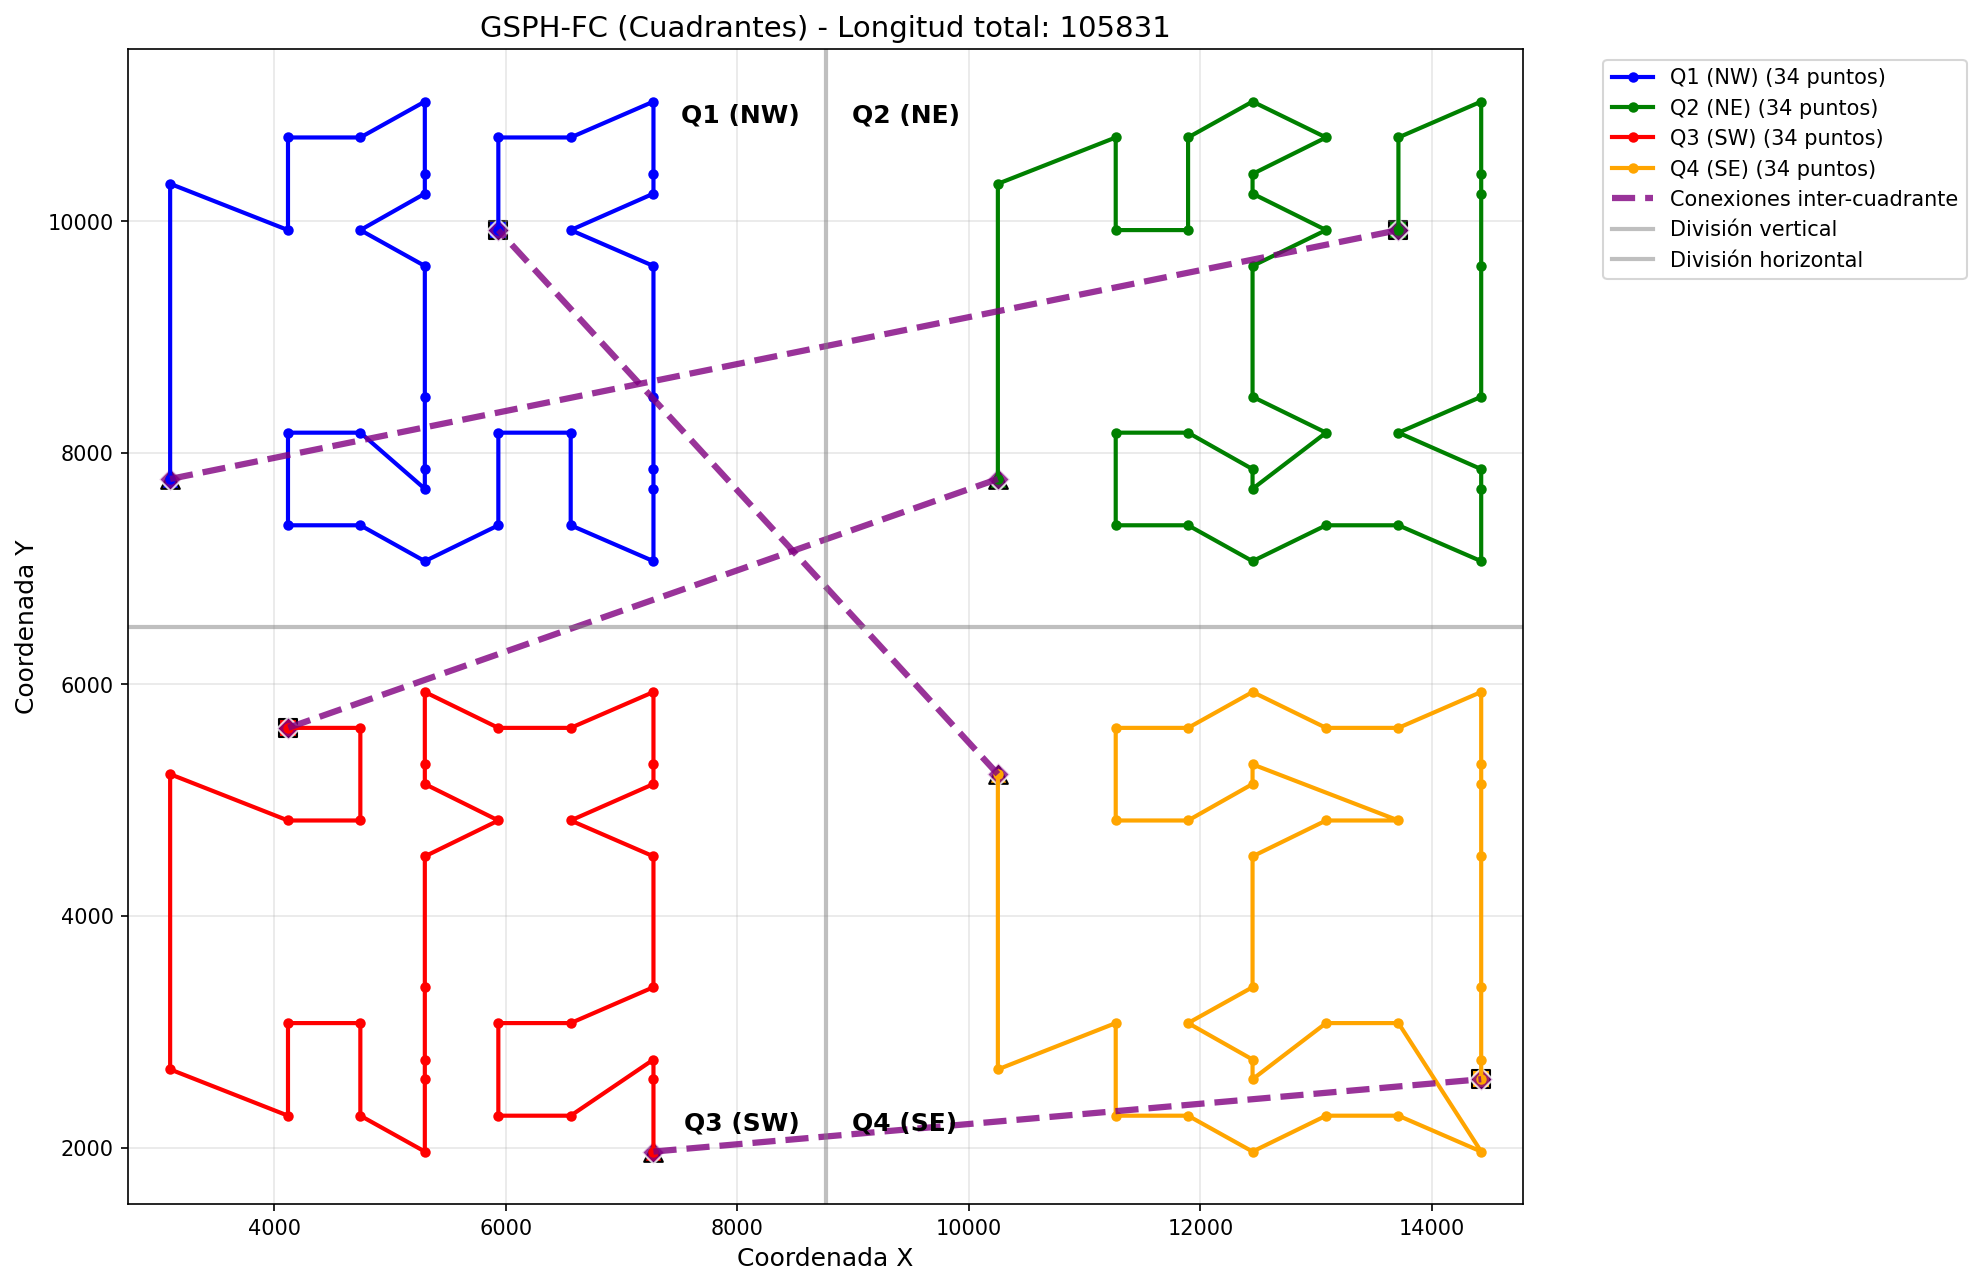 GSPH-FC (Cuadrantes) - Longitud total: 105831
Q1 (NW)
Q2 (NE)
Q3 (SW)
Q4 (SE)
Q1 (NW) (34 puntos)
Q2 (NE) (34 puntos)
Q3 (SW) (34 puntos)
Q4 (SE) (34 puntos)
Conexiones inter-cuadrante
División vertical
División horizontal
Coordenada Y
10000
8000
6000
4000
2000
4000
6000
8000
10000
12000
14000
Coordenada X